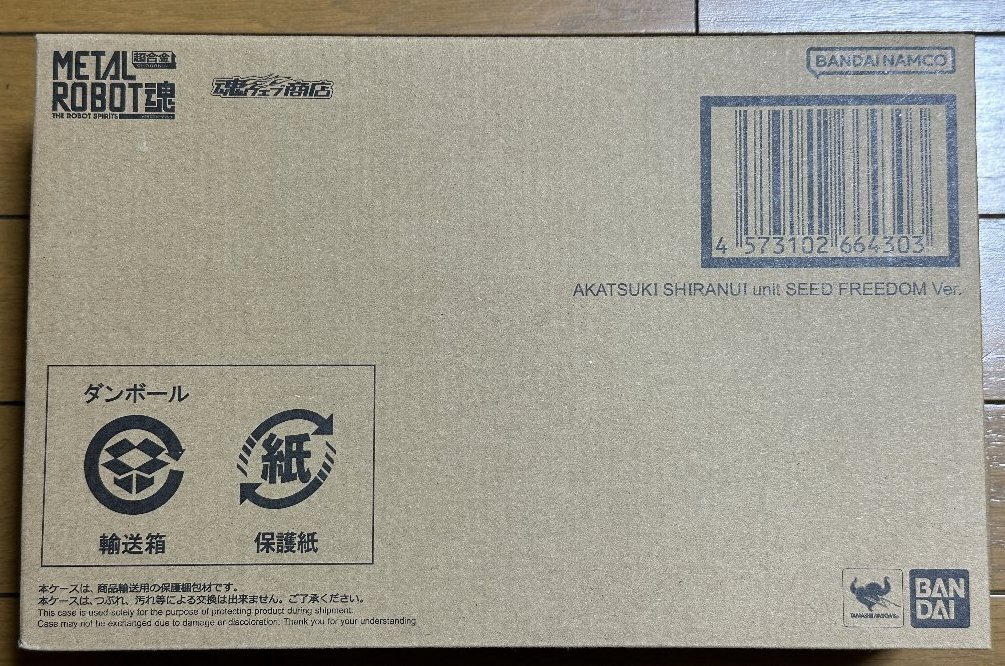 METAL
ROBOT魂
超合金
THE ROBOT SPIRITS
魂ウェブ商店
BANDAI NAMCO
4 573102 664303
AKATSUKI SHIRANUI unit SEED FREEDOM Ver.
ダンボール
紙
輸送箱
保護紙
本ケースは、商品輸送用の保護梱包材です。
本ケースは、つぶれ、汚れ等による交換は出来ません。ご了承ください。
This case is used solely for the purpose of protecting product during shipment.
Case may not be exchanged due to damage or discoloration. Thank you for your understanding
TAMASHII NATIONS
BAN
DAI